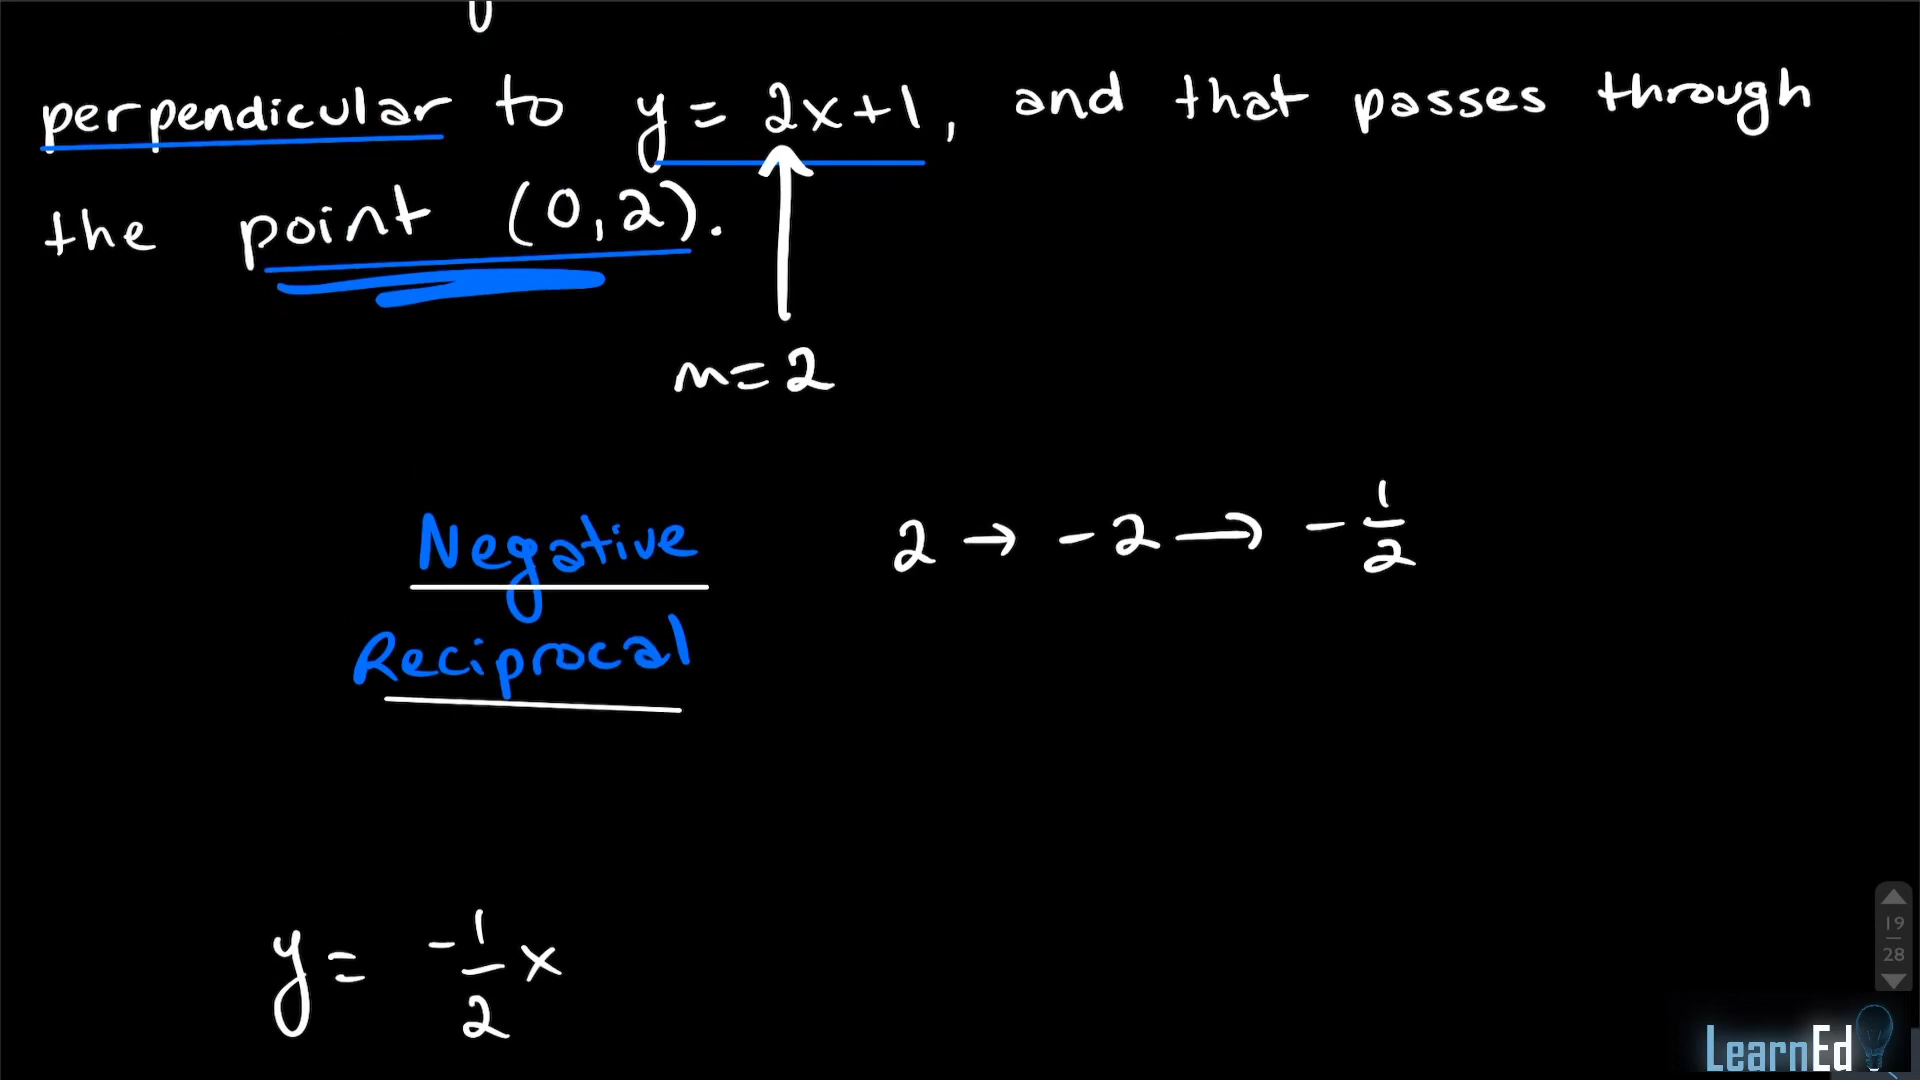 perpendicular to y = 2x+1, and that passes through
the point (0,2).
m=2
Negative
Reciprocal
2 → -2 → -1/2
y = -1/2 x
19
28
LearnEd